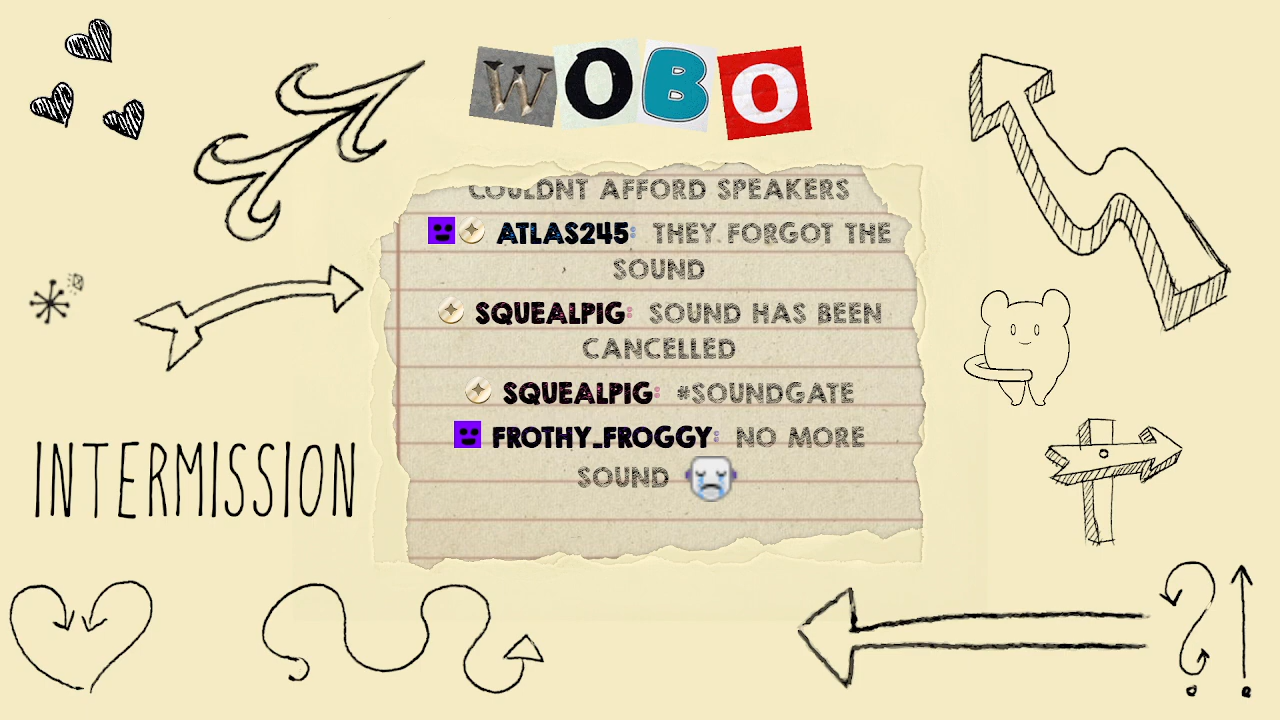 WOBO
COULDNT AFFORD SPEAKERS
ATLAS245: THEY FORGOT THE
SOUND
SQUEALPIG: SOUND HAS BEEN
CANCELLED
SQUEALPIG: #SOUNDGATE
FROTHY_FROGGY: NO MORE
SOUND
INTERMISSION
?!